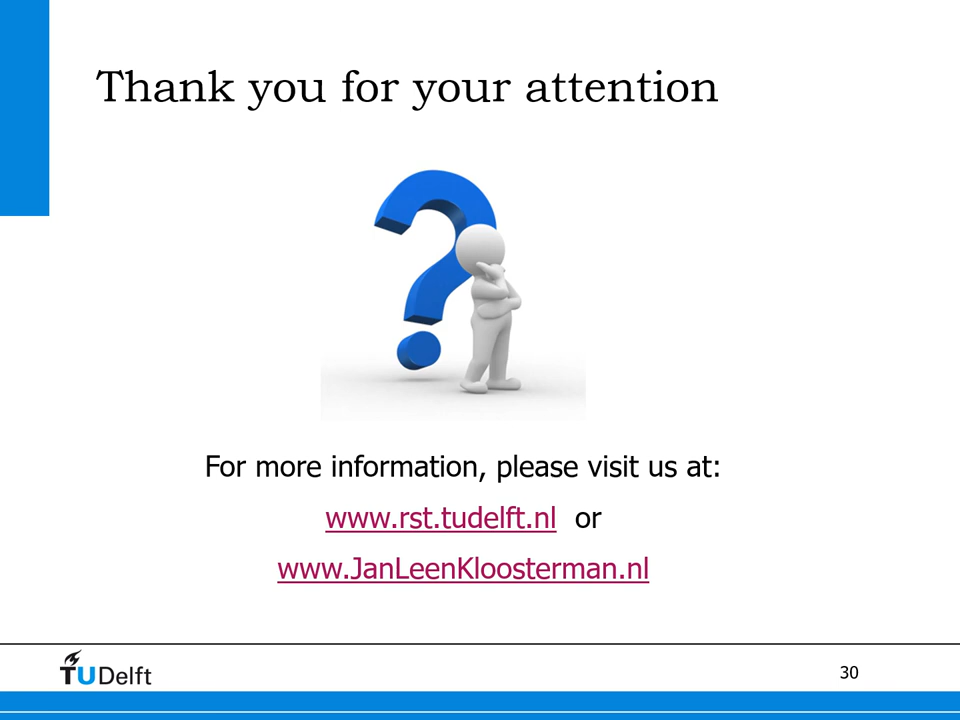 Thank you for your attention
For more information, please visit us at:
www.rst.tudelft.nl or
www.JanLeenKloosterman.nl
TUDelft
30